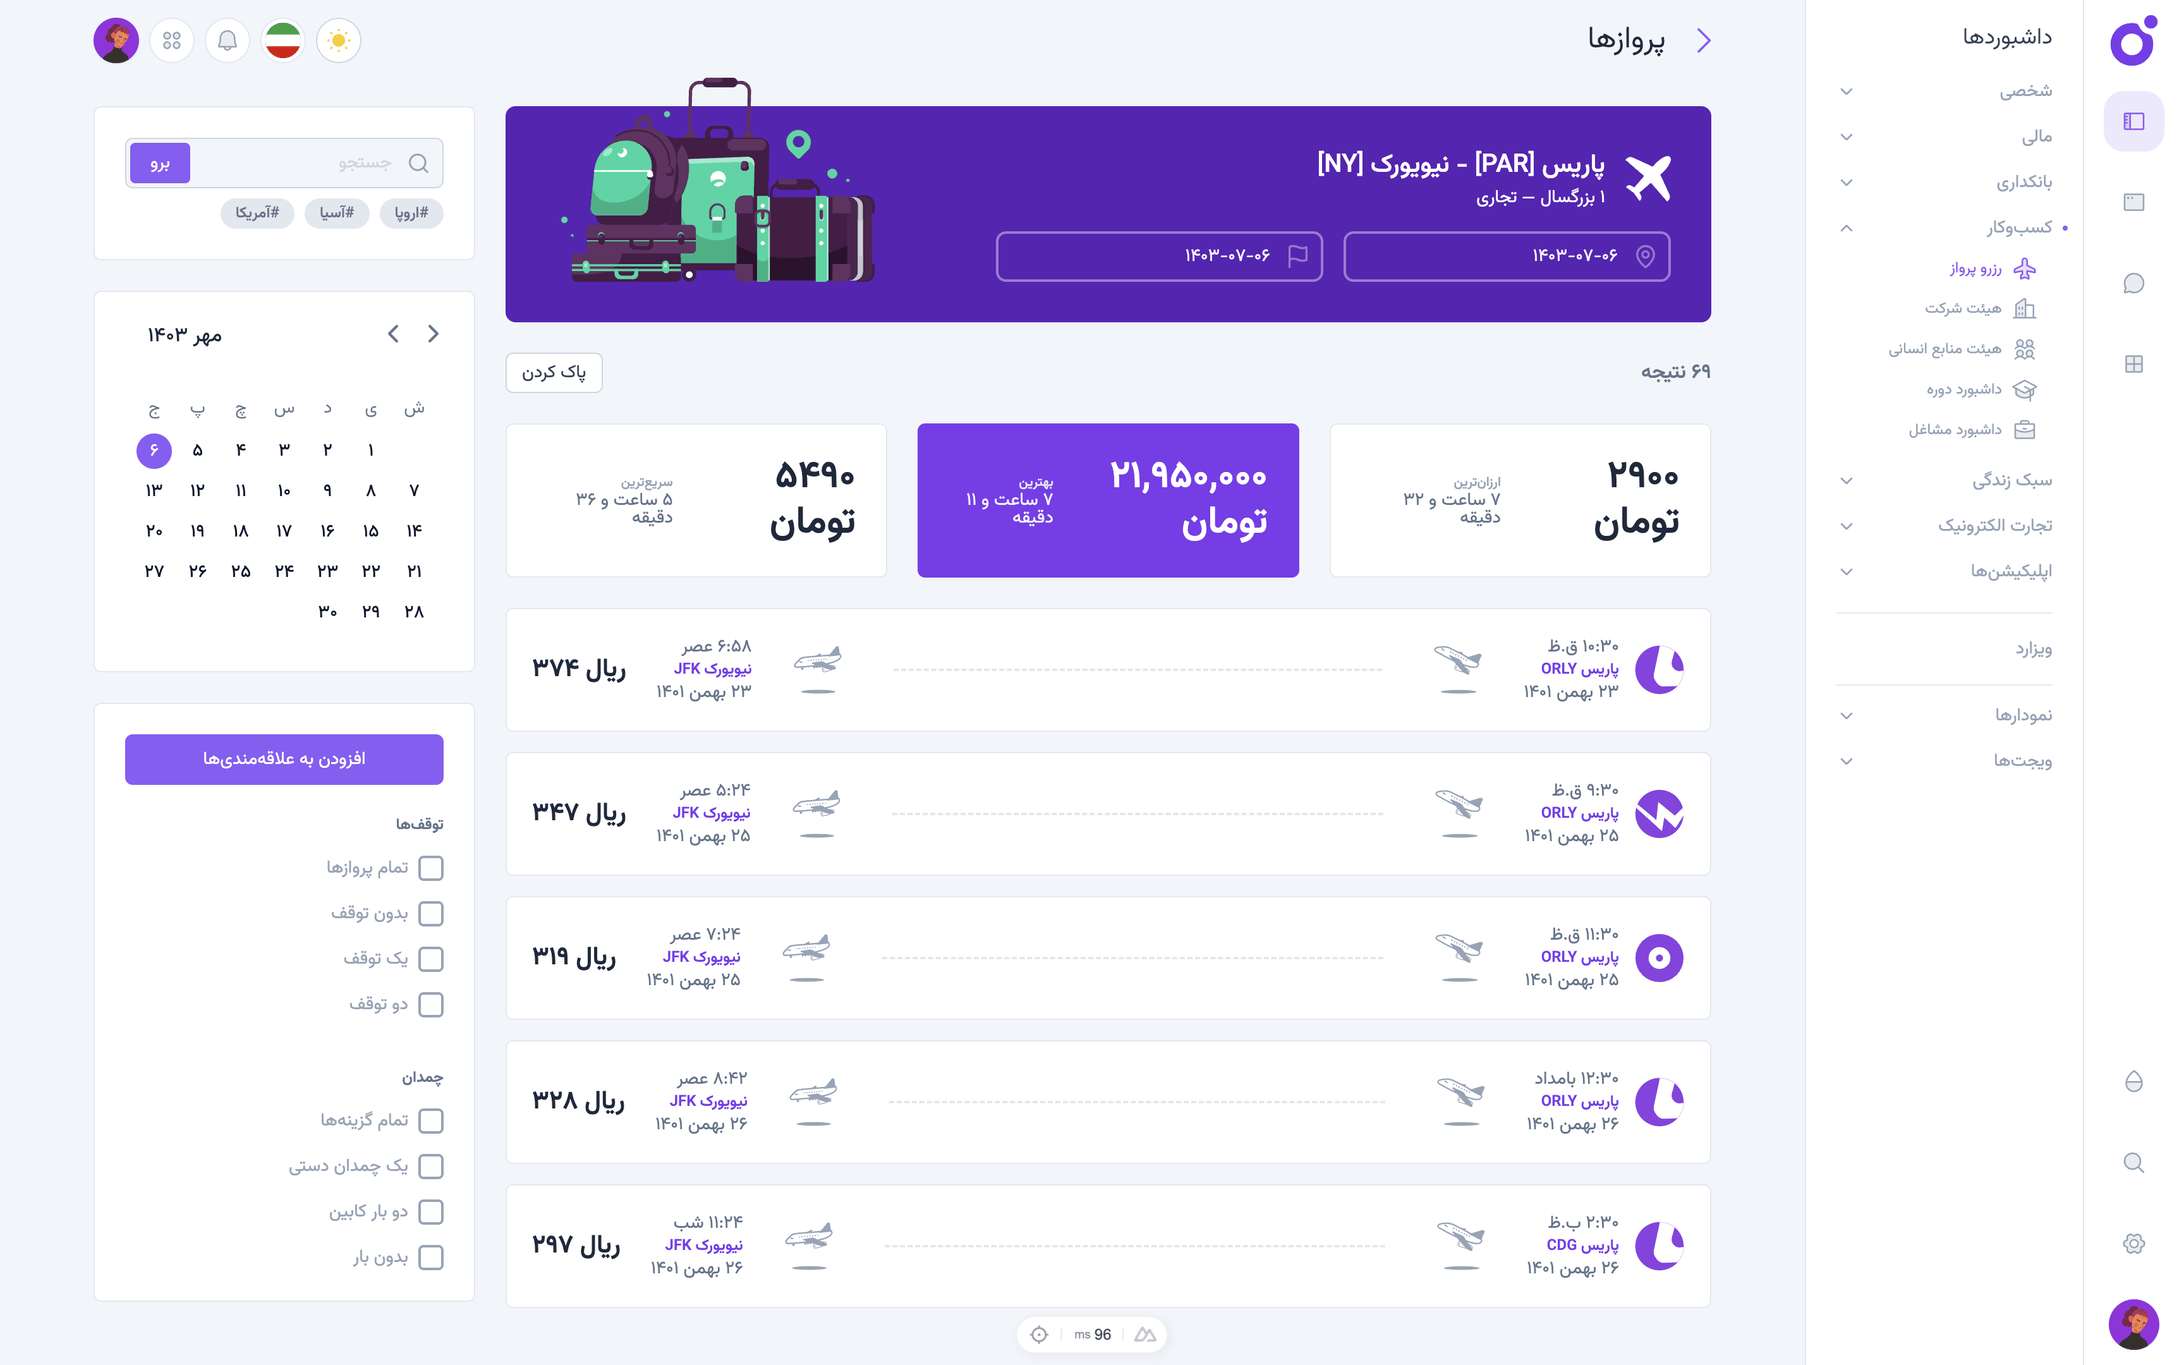 داشبوردها
شخصی
مالی
بانکداری
کسب‌وکار
رزرو پرواز
هیئت شرکت
هیئت منابع انسانی
داشبورد دوره
داشبورد مشاغل
سبک زندگی
تجارت الکترونیک
اپلیکیشن‌ها
ویزارد
نمودارها
ویجت‌ها
پروازها
پاریس [PAR] - نیویورک [NY]
۱ بزرگسال – تجاری
۱۴۰۳-۰۷-۰۶
۱۴۰۳-۰۷-۰۶
۶۹ نتیجه
پاک کردن
۲۹۰۰
تومان
ارزان‌ترین
۷ ساعت و ۳۲
دقیقه
۲۱,۹۵۰,۰۰۰
تومان
بهترین
۷ ساعت و ۱۱
دقیقه
۵۴۹۰
تومان
سریع‌ترین
۵ ساعت و ۳۶
دقیقه
۱۰:۳۰ ق.ظ
پاریس ORLY
۲۳ بهمن ۱۴۰۱
۶:۵۸ عصر
نیویورک JFK
۲۳ بهمن ۱۴۰۱
ریال ۳۷۴
۹:۳۰ ق.ظ
پاریس ORLY
۲۵ بهمن ۱۴۰۱
۵:۲۴ عصر
نیویورک JFK
۲۵ بهمن ۱۴۰۱
ریال ۳۴۷
۱۱:۳۰ ق.ظ
پاریس ORLY
۲۵ بهمن ۱۴۰۱
۷:۲۴ عصر
نیویورک JFK
۲۵ بهمن ۱۴۰۱
ریال ۳۱۹
۱۲:۳۰ بامداد
پاریس ORLY
۲۶ بهمن ۱۴۰۱
۸:۴۲ عصر
نیویورک JFK
۲۶ بهمن ۱۴۰۱
ریال ۳۲۸
۲:۳۰ ب.ظ
پاریس CDG
۲۶ بهمن ۱۴۰۱
۱۱:۲۴ شب
نیویورک JFK
۲۶ بهمن ۱۴۰۱
ریال ۲۹۷
96 ms
جستجو
برو
#اروپا #آسیا #آمریکا
مهر ۱۴۰۳
ش ی د س چ پ ج
۱ ۲ ۳ ۴ ۵ ۶
۷ ۸ ۹ ۱۰ ۱۱ ۱۲ ۱۳
۱۴ ۱۵ ۱۶ ۱۷ ۱۸ ۱۹ ۲۰
۲۱ ۲۲ ۲۳ ۲۴ ۲۵ ۲۶ ۲۷
۲۸ ۲۹ ۳۰
افزودن به علاقه‌مندی‌ها
توقف‌ها
تمام پروازها
بدون توقف
یک توقف
دو توقف
چمدان
تمام گزینه‌ها
یک چمدان دستی
دو بار کابین
بدون بار